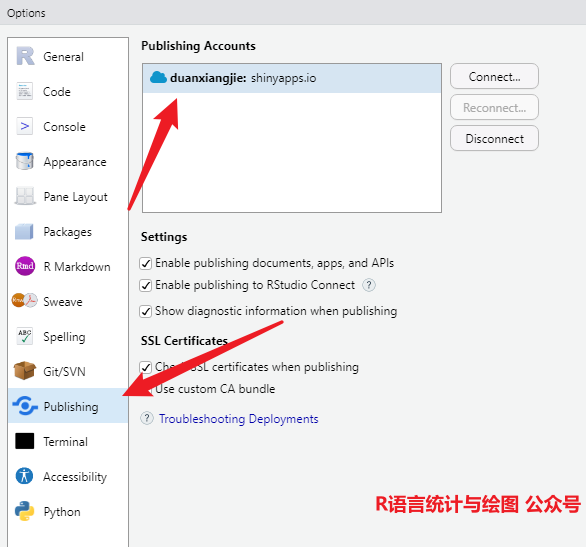 Options
R General
Code
Console
Appearance
Pane Layout
Packages
Rmd R Markdown
Sweave
ABC Spelling
Git/SVN
Publishing
Terminal
Accessibility
Python
Publishing Accounts
duanxiangjie: shinyapps.io
Connect...
Reconnect...
Disconnect
Settings
Enable publishing documents, apps, and APIs
Enable publishing to RStudio Connect ?
Show diagnostic information when publishing
SSL Certificates
SSL certificates when publishing
Use custom CA bundle
? Troubleshooting Deployments
R语言统计与绘图 公众号